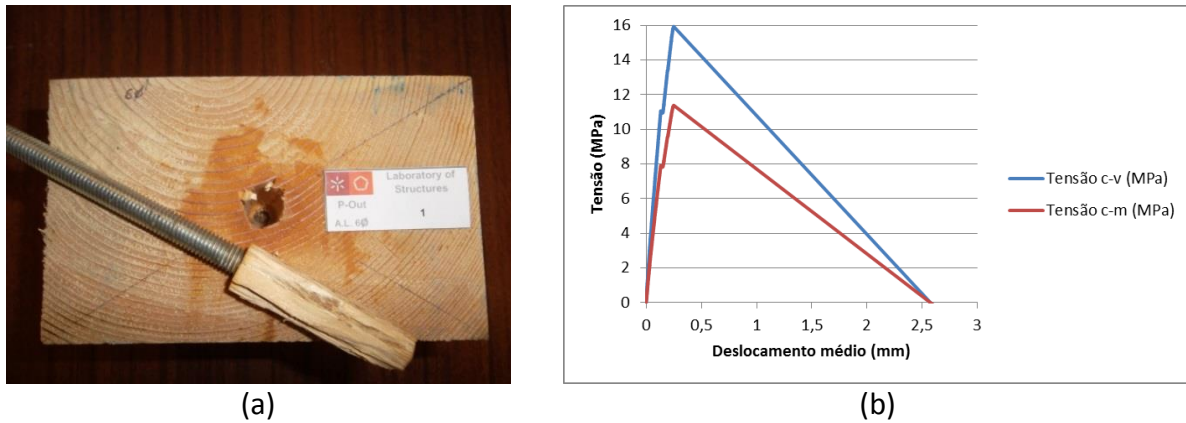 60
Laboratory of
Structures
P-Out
1
A.L. 6Ø
(a)
16
14
12
10
8
6
4
2
0
Tensão (MPa)
0
0,5
1
1,5
2
2,5
3
Deslocamento médio (mm)
Tensão c-v (MPa)
Tensão c-m (MPa)
(b)